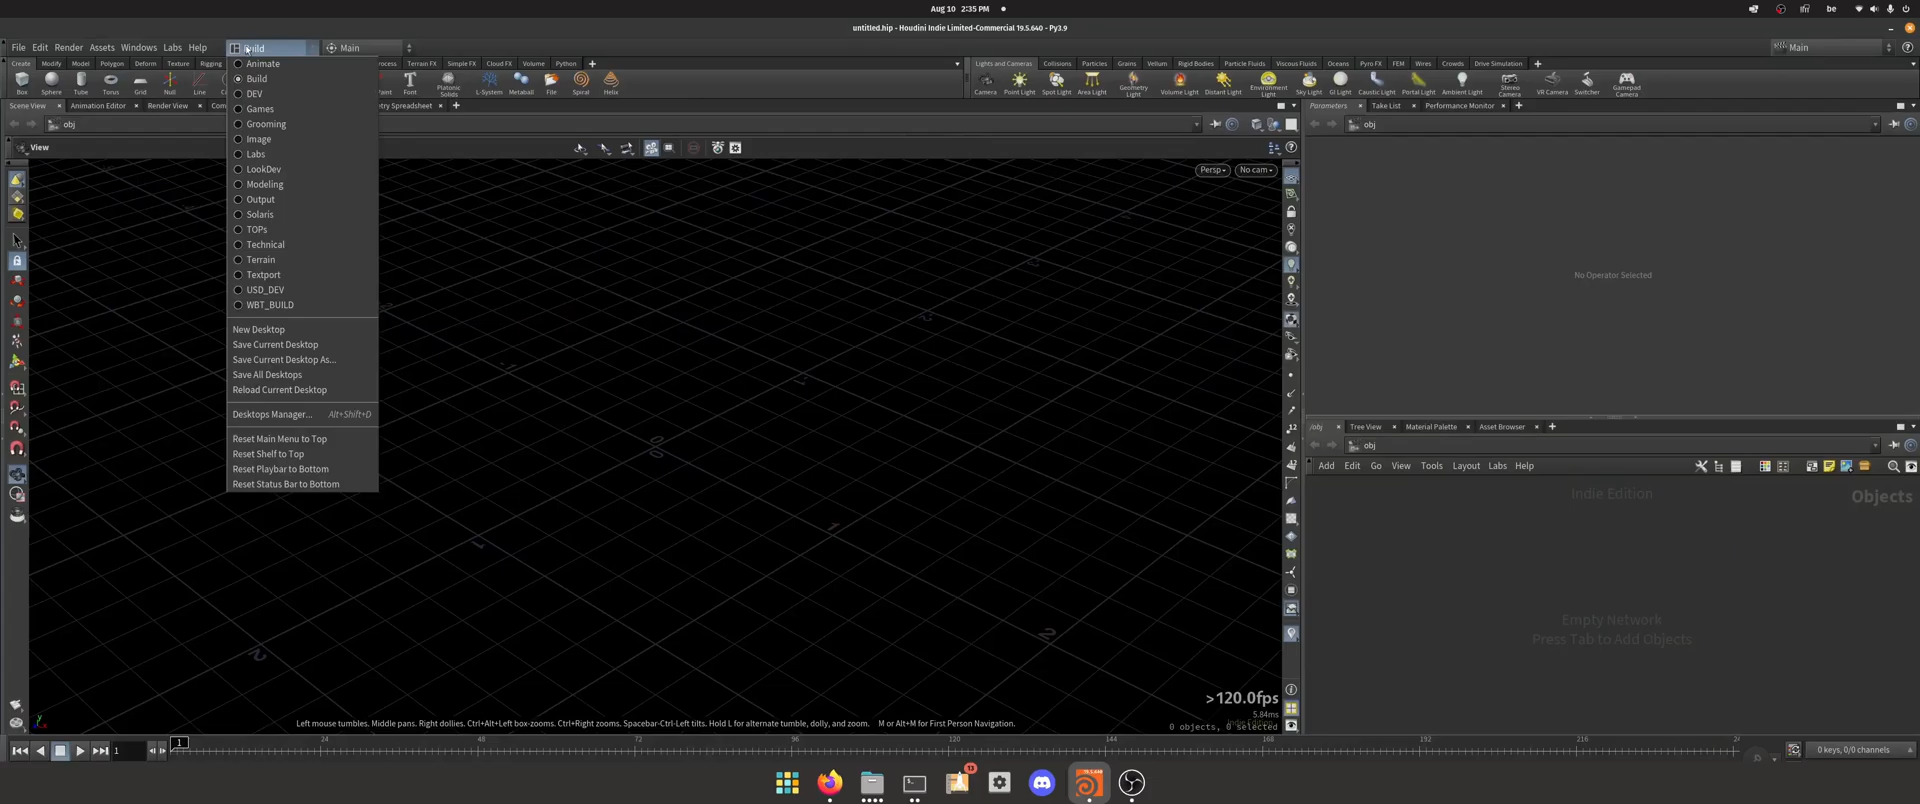 Aug 10 2:35 PM
be
untitled.hip - Houdini Indie Limited-Commercial 19.5.640 - Py3.9
File Edit Render Assets Windows Labs Help
Main
Main
Create Modify Model Polygon Deform Texture Rigging
Terrain FX Simple FX Cloud FX Volume Python
Lights and Cameras Collisions Particles Grains Vellum Rigid Bodies Particle Fluids Viscous Fluids Oceans Pyro FX FEM Wires Crowds Drive Simulation
Box Sphere Tube Torus Grid Null Line
Font Platonic Solids L-System Metaball File Spiral Helix
Camera Point Light Spot Light Area Light Geometry Light Volume Light Distant Light Environment Light Sky Light GI Light Caustic Light Portal Light Ambient Light Stereo Camera VR Camera Switcher Gamepad Camera
Scene View Animation Editor Render View
Parameters Take List Performance Monitor
obj
obj
View
Persp
No cam
Animate
Build
DEV
Games
Grooming
Image
Labs
LookDev
Modeling
Output
Solaris
TOPs
Technical
Terrain
Textport
USD_DEV
WBT_BUILD
New Desktop
Save Current Desktop
Save Current Desktop As...
Save All Desktops
Reload Current Desktop
Desktops Manager... Alt+Shift+D
Reset Main Menu to Top
Reset Shelf to Top
Reset Playbar to Bottom
Reset Status Bar to Bottom
No Operator Selected
/obj Tree View Material Palette Asset Browser
obj
Add Edit Go View Tools Layout Labs Help
Indie Edition
Objects
Empty Network
Press Tab to Add Objects
>120.0fps
5.84ms
0 objects, 0 selected
Left mouse tumbles. Middle pans. Right dollies. Ctrl+Alt+Left box-zooms. Ctrl+Right zooms. Spacebar-Ctrl-Left tilts. Hold L for alternate tumble, dolly, and zoom. M or Alt+M for First Person Navigation.
1
1
24 48 72 96 120 144 168 192 216
0 keys, 0/0 channels
13